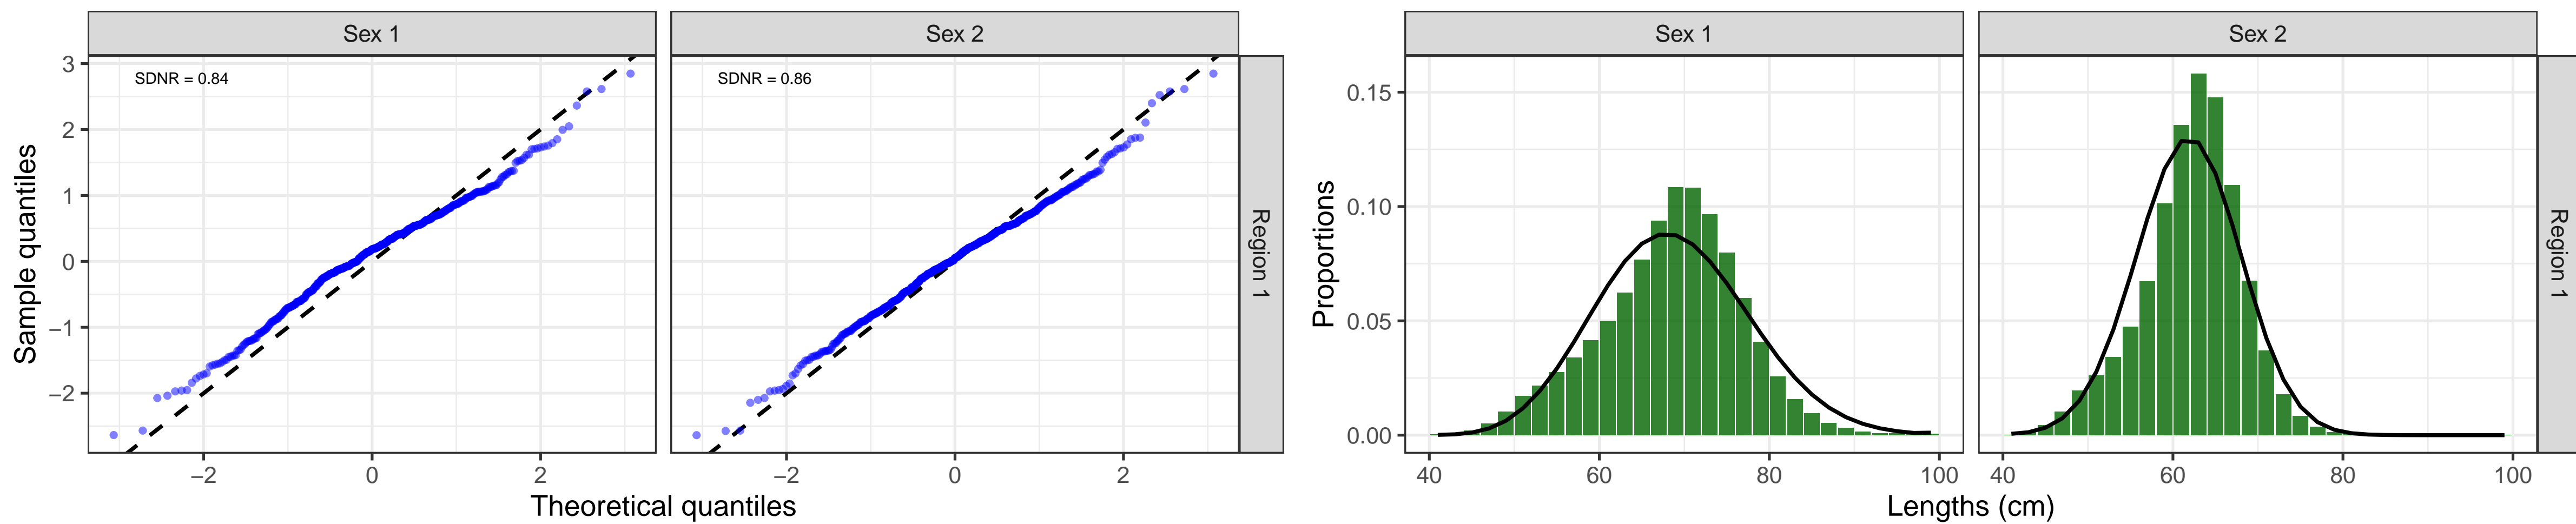 Sex 1
Sex 2
SDNR = 0.84
SDNR = 0.86
3
2
1
0
−1
−2
Sample quantiles
−2
0
2
−2
0
2
Theoretical quantiles
Region 1
Sex 1
Sex 2
0.15
0.10
0.05
0.00
Proportions
40
60
80
100
40
60
80
100
Lengths (cm)
Region 1